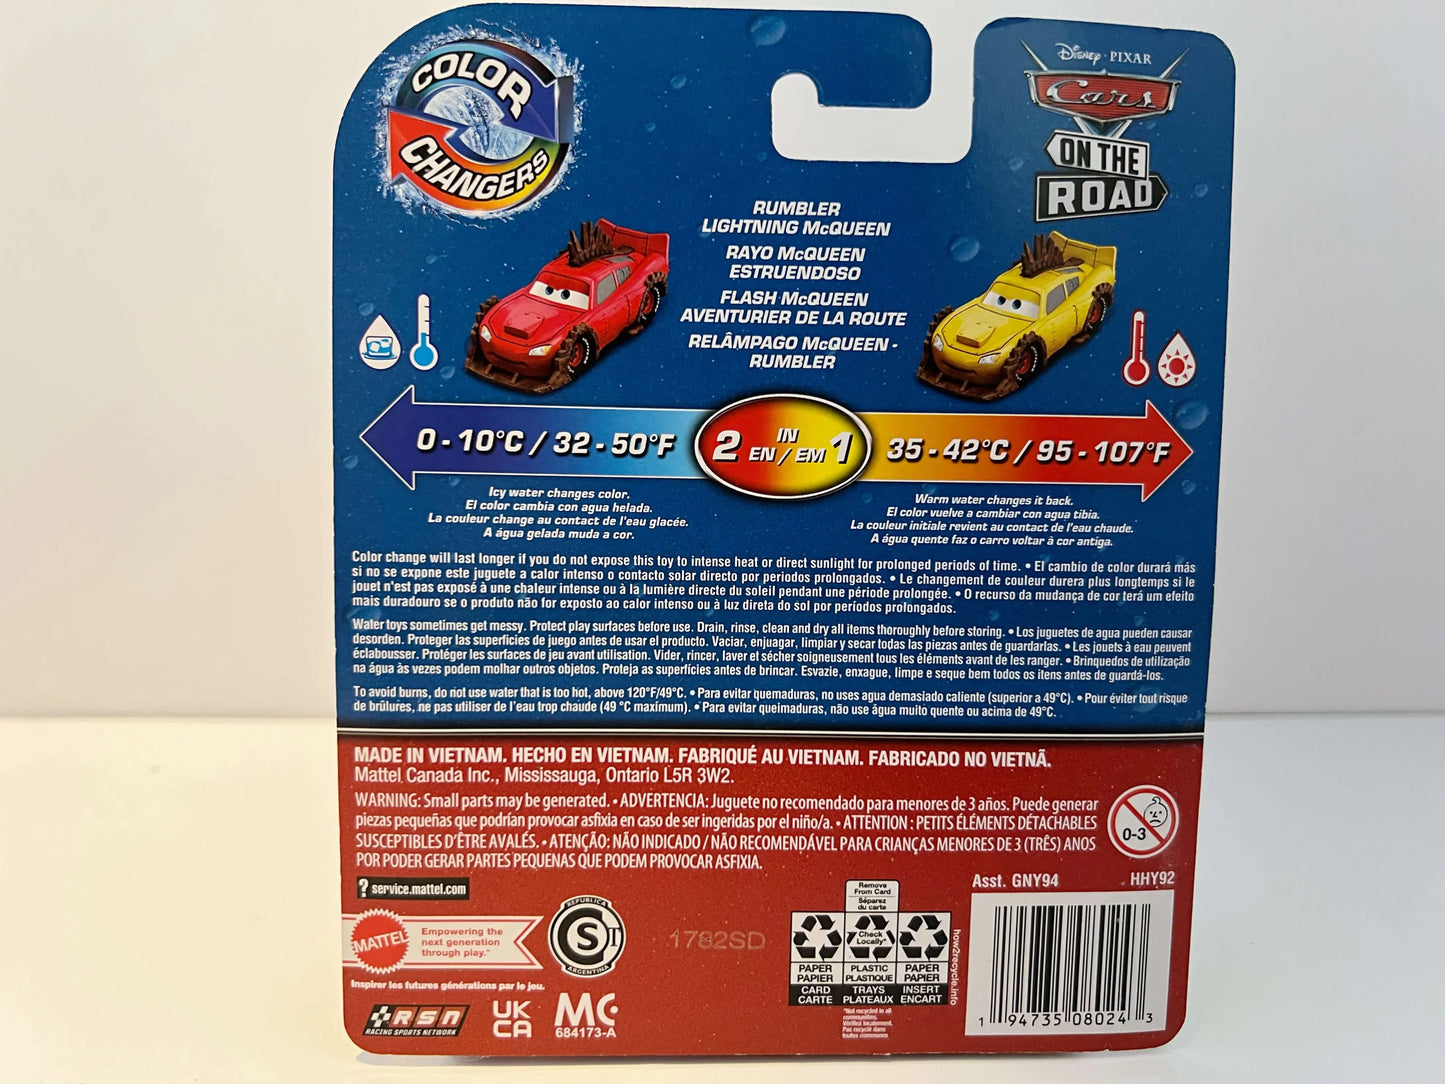 COLOR
CHANGERS
Disney · PIXAR
Cars
ON THE
ROAD
RUMBLER
LIGHTNING McQUEEN
RAYO McQUEEN
ESTRUENDOSO
FLASH McQUEEN
AVENTURIER DE LA ROUTE
RELÂMPAGO McQUEEN -
RUMBLER
0 - 10°C / 32 - 50°F
2 IN EN / EM 1
35 - 42°C / 95 - 107°F
Icy water changes color.
El color cambia con agua helada.
La couleur change au contact de l'eau glacée.
A água gelada muda a cor.
Warm water changes it back.
El color vuelve a cambiar con agua tibia.
La couleur initiale revient au contact de l'eau chaude.
A água quente faz o carro voltar à cor antiga.
Color change will last longer if you do not expose this toy to intense heat or direct sunlight for prolonged periods of time. • El cambio de color durará más
si no se expone este juguete a calor intenso o contacto solar directo por periodos prolongados. • Le changement de couleur durera plus longtemps si le
jouet n'est pas exposé à une chaleur intense ou à la lumière directe du soleil pendant une période prolongée. • O recurso da mudança de cor terá um efeito
mais duradouro se o produto não for exposto ao calor intenso ou à luz direta do sol por períodos prolongados.
Water toys sometimes get messy. Protect play surfaces before use. Drain, rinse, clean and dry all items thoroughly before storing. • Los juguetes de agua pueden causar
desorden. Proteger las superficies de juego antes de usar el producto. Vaciar, enjuagar, limpiar y secar todas las piezas antes de guardarlas. • Les jouets à eau peuvent
éclabousser. Protéger les surfaces de jeu avant utilisation. Vider, rincer, laver et sécher soigneusement tous les éléments avant de les ranger. • Brinquedos de utilização
na água às vezes podem molhar outros objetos. Proteja as superfícies antes de brincar. Esvazie, enxague, limpe e seque bem todos os itens antes de guardá-los.
To avoid burns, do not use water that is too hot, above 120°F/49°C. • Para evitar quemaduras, no uses agua demasiado caliente (superior a 49°C). • Pour éviter tout risque
de brûlures, ne pas utiliser de l'eau trop chaude (49 °C maximum). • Para evitar queimaduras, não use água muito quente ou acima de 49°C.
MADE IN VIETNAM. HECHO EN VIETNAM. FABRIQUÉ AU VIETNAM. FABRICADO NO VIETNÃ.
Mattel Canada Inc., Mississauga, Ontario L5R 3W2.
WARNING: Small parts may be generated. • ADVERTENCIA: Juguete no recomendado para menores de 3 años. Puede generar
piezas pequeñas que podrían provocar asfixia en caso de ser ingeridas por el niño/a. • ATTENTION : PETITS ÉLÉMENTS DÉTACHABLES
SUSCEPTIBLES D'ÊTRE AVALÉS. • ATENÇÃO: NÃO INDICADO / NÃO RECOMENDÁVEL PARA CRIANÇAS MENORES DE 3 (TRÊS) ANOS
POR PODER GERAR PARTES PEQUENAS QUE PODEM PROVOCAR ASFIXIA.
0-3
? service.mattel.com
Asst. GNY94
HHY92
MATTEL
Empowering the
next generation
through play.™
Inspirer les futures générations par le jeu.
REPUBLICA
S
ARGENTINA
1782SD
Remove
From Card
Séparez
du carte
Check
Locally*
PAPER
PAPIER
CARD
CARTE
PLASTIC
PLASTIQUE
TRAYS
PLATEAUX
PAPER
PAPIER
INSERT
ENCART
*Not recycled in all
communities.
Vérifiez localement.
Pas recyclé dans
toutes communes
how2recycle.info
RSN
RACING SPORTS NETWORK
UK
CA
MC
684173-A
1 94735 08024 3